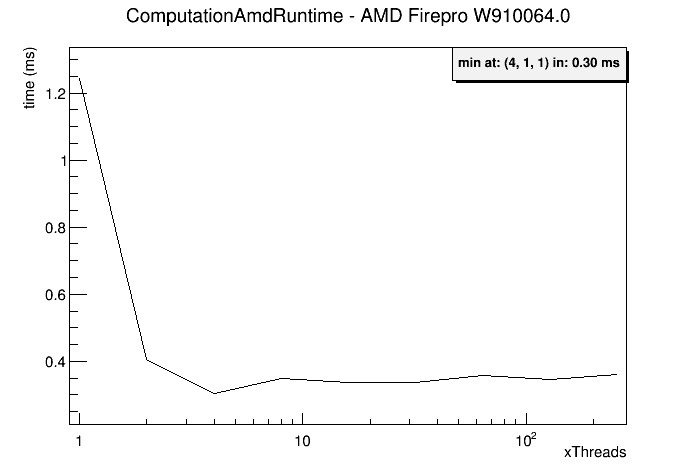 ComputationAmdRuntime - AMD Firepro W910064.0
min at: (4, 1, 1) in: 0.30 ms
time (ms)
1.2
1
0.8
0.6
0.4
1
10
10²
xThreads